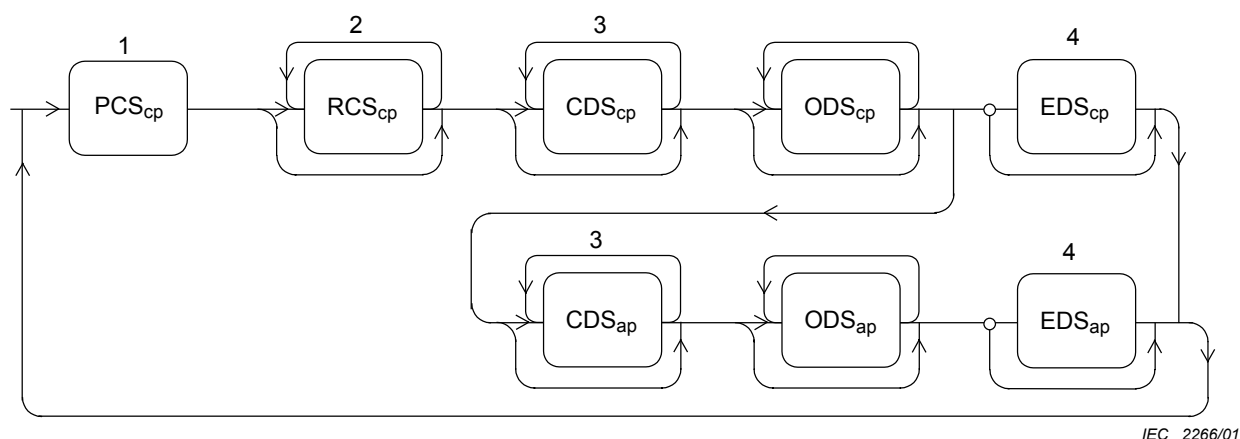 1
2
3
4
PCScp
RCScp
CDScp
ODScp
EDScp
3
4
CDSap
ODSap
EDSap
IEC 2266/01